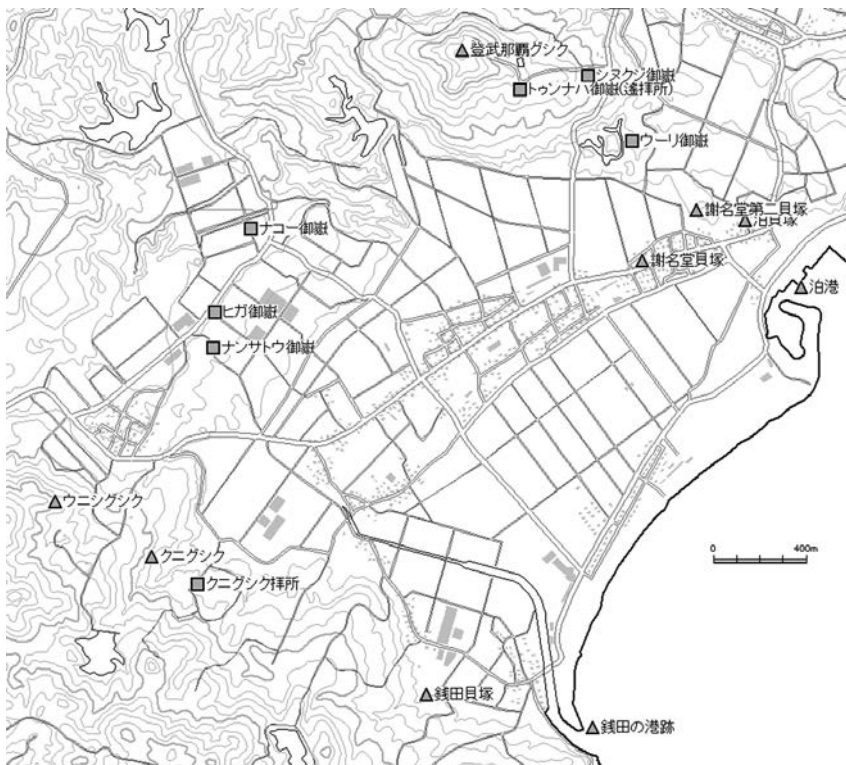 登武那覇グシク
シヌクジ御嶽
トゥンナハ御嶽(遙拝所)
ウーリ御嶽
謝名堂第二貝塚
泊貝塚
ナコー御嶽
謝名堂貝塚
泊港
ヒガ御嶽
ナンサトウ御嶽
ウニシグシク
クニグシク
0 400m
クニグシク拝所
銭田貝塚
銭田の港跡